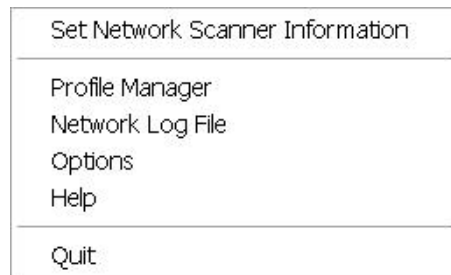 Set Network Scanner Information
Profile Manager
Network Log File
Options
Help
Quit